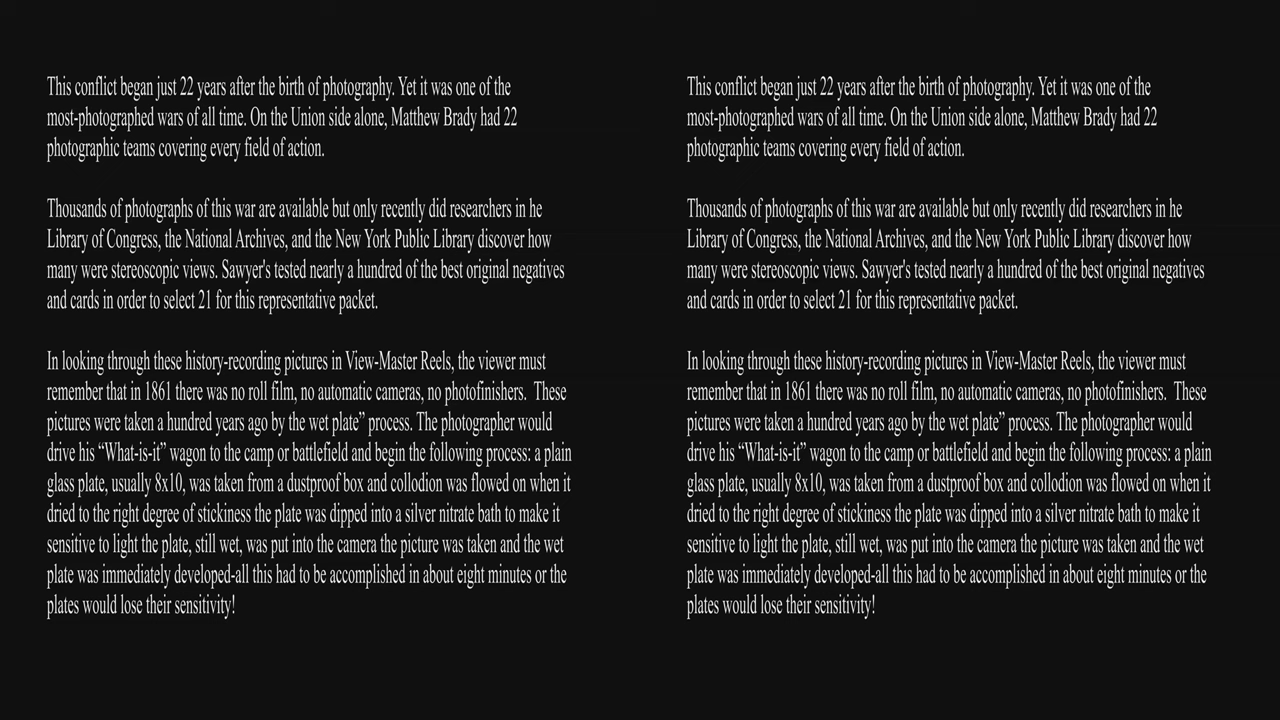 This conflict began just 22 years after the birth of photography. Yet it was one of the
most-photographed wars of all time. On the Union side alone, Matthew Brady had 22
photographic teams covering every field of action.
Thousands of photographs of this war are available but only recently did researchers in he
Library of Congress, the National Archives, and the New York Public Library discover how
many were stereoscopic views. Sawyer's tested nearly a hundred of the best original negatives
and cards in order to select 21 for this representative packet.
In looking through these history-recording pictures in View-Master Reels, the viewer must
remember that in 1861 there was no roll film, no automatic cameras, no photofinishers.  These
pictures were taken a hundred years ago by the wet plate” process. The photographer would
drive his “What-is-it” wagon to the camp or battlefield and begin the following process: a plain
glass plate, usually 8x10, was taken from a dustproof box and collodion was flowed on when it
dried to the right degree of stickiness the plate was dipped into a silver nitrate bath to make it
sensitive to light the plate, still wet, was put into the camera the picture was taken and the wet
plate was immediately developed-all this had to be accomplished in about eight minutes or the
plates would lose their sensitivity!
This conflict began just 22 years after the birth of photography. Yet it was one of the
most-photographed wars of all time. On the Union side alone, Matthew Brady had 22
photographic teams covering every field of action.
Thousands of photographs of this war are available but only recently did researchers in he
Library of Congress, the National Archives, and the New York Public Library discover how
many were stereoscopic views. Sawyer's tested nearly a hundred of the best original negatives
and cards in order to select 21 for this representative packet.
In looking through these history-recording pictures in View-Master Reels, the viewer must
remember that in 1861 there was no roll film, no automatic cameras, no photofinishers.  These
pictures were taken a hundred years ago by the wet plate” process. The photographer would
drive his “What-is-it” wagon to the camp or battlefield and begin the following process: a plain
glass plate, usually 8x10, was taken from a dustproof box and collodion was flowed on when it
dried to the right degree of stickiness the plate was dipped into a silver nitrate bath to make it
sensitive to light the plate, still wet, was put into the camera the picture was taken and the wet
plate was immediately developed-all this had to be accomplished in about eight minutes or the
plates would lose their sensitivity!